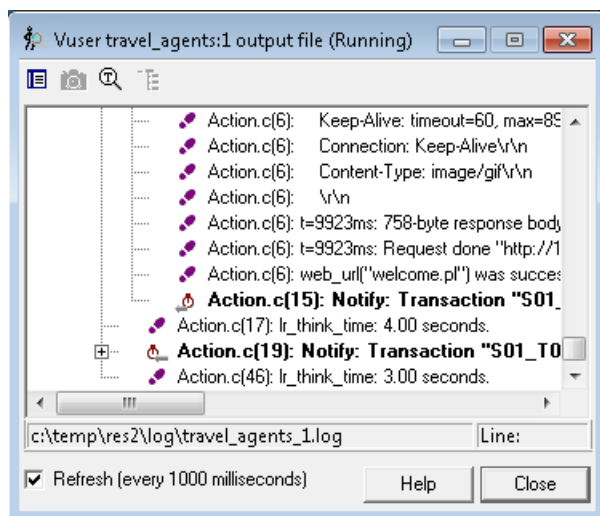 Vuser travel_agents:1 output file (Running)
Action.c(6): Keep-Alive: timeout=60, max=89
Action.c(6): Connection: Keep-Alive\r\n
Action.c(6): Content-Type: image/gif\r\n
Action.c(6): \r\n
Action.c(6): t=9923ms: 758-byte response body
Action.c(6): t=9923ms: Request done "http://1
Action.c(6): web_url("welcome.pl") was succes
Action.c(15): Notify: Transaction "S01_
Action.c(17): lr_think_time: 4.00 seconds.
Action.c(19): Notify: Transaction "S01_T0
Action.c(46): lr_think_time: 3.00 seconds.
c:\temp\res2\log\travel_agents_1.log Line:
Refresh (every 1000 milliseconds) Help Close